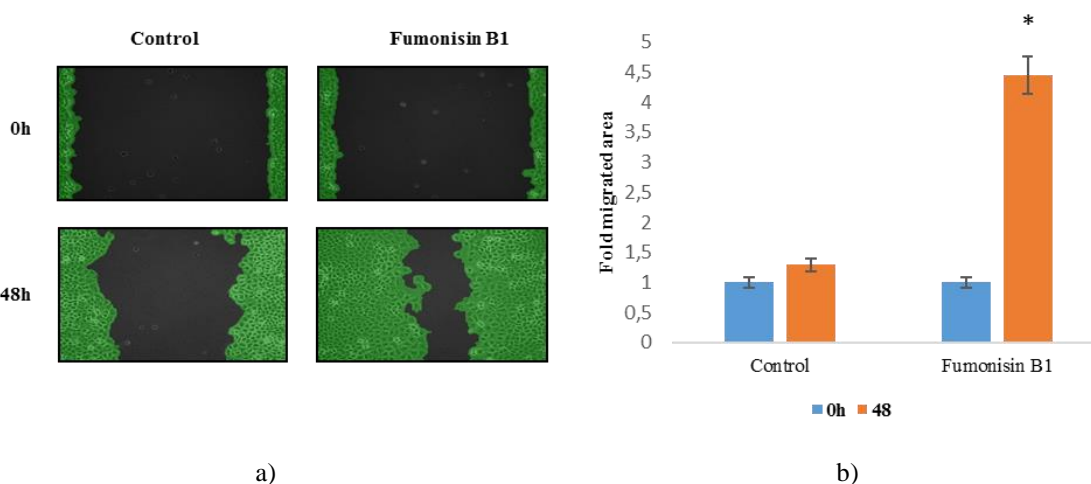 Control
Fumonisin B1
0h
48h
a)
*
Fold migrated area
5
4,5
4
3,5
3
2,5
2
1,5
1
0,5
0
Control
Fumonisin B1
0h
48
b)